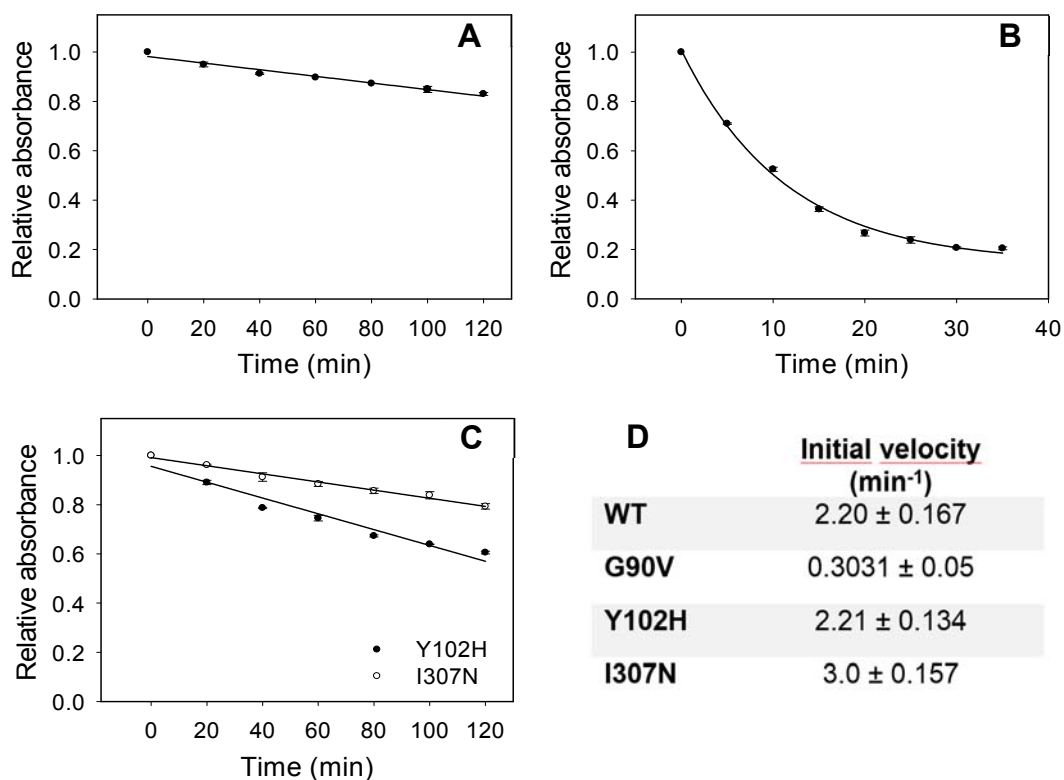 A
Relative absorbance
1.0
0.8
0.6
0.4
0.2
0.0
0 20 40 60 80 100 120
Time (min)
B
Relative absorbance
1.0
0.8
0.6
0.4
0.2
0.0
0 10 20 30 40
Time (min)
C
Relative absorbance
1.0
0.8
0.6
0.4
0.2
0.0
Y102H
I307N
0 20 40 60 80 100 120
Time (min)
D
Initial velocity
(min-1)
WT 2.20 ± 0.167
G90V 0.3031 ± 0.05
Y102H 2.21 ± 0.134
I307N 3.0 ± 0.157